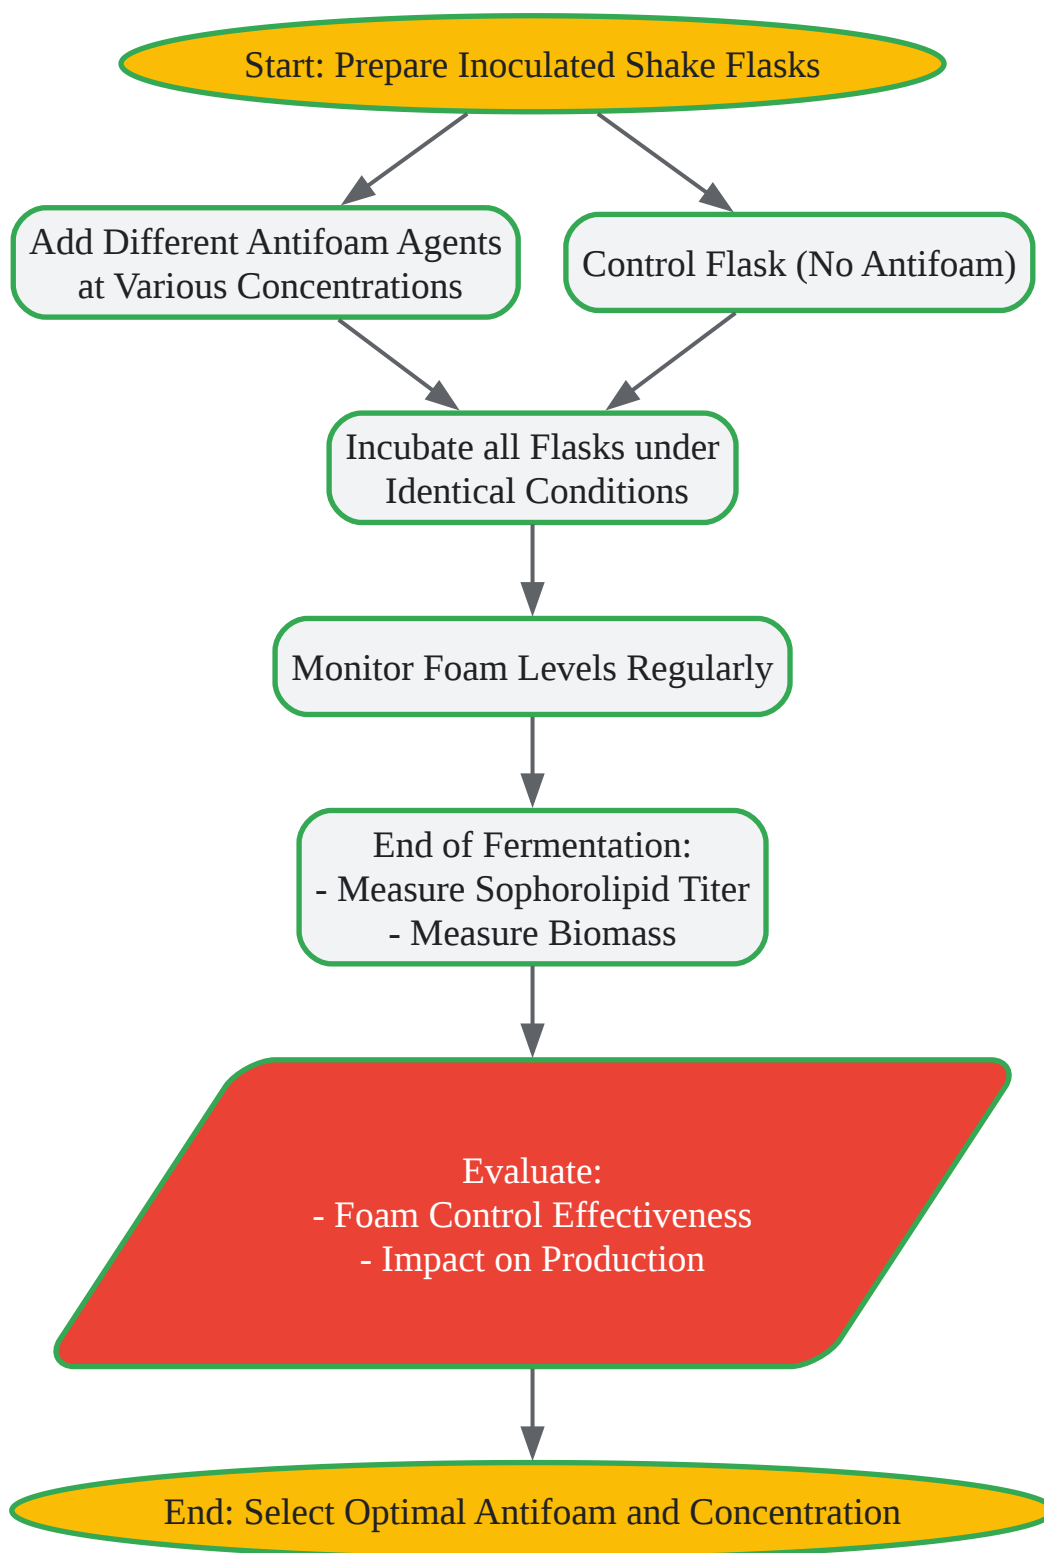 Start: Prepare Inoculated Shake Flasks
Add Different Antifoam Agents
at Various Concentrations
Control Flask (No Antifoam)
Incubate all Flasks under
Identical Conditions
Monitor Foam Levels Regularly
End of Fermentation:
- Measure Sophorolipid Titer
- Measure Biomass
Evaluate:
- Foam Control Effectiveness
- Impact on Production
End: Select Optimal Antifoam and Concentration